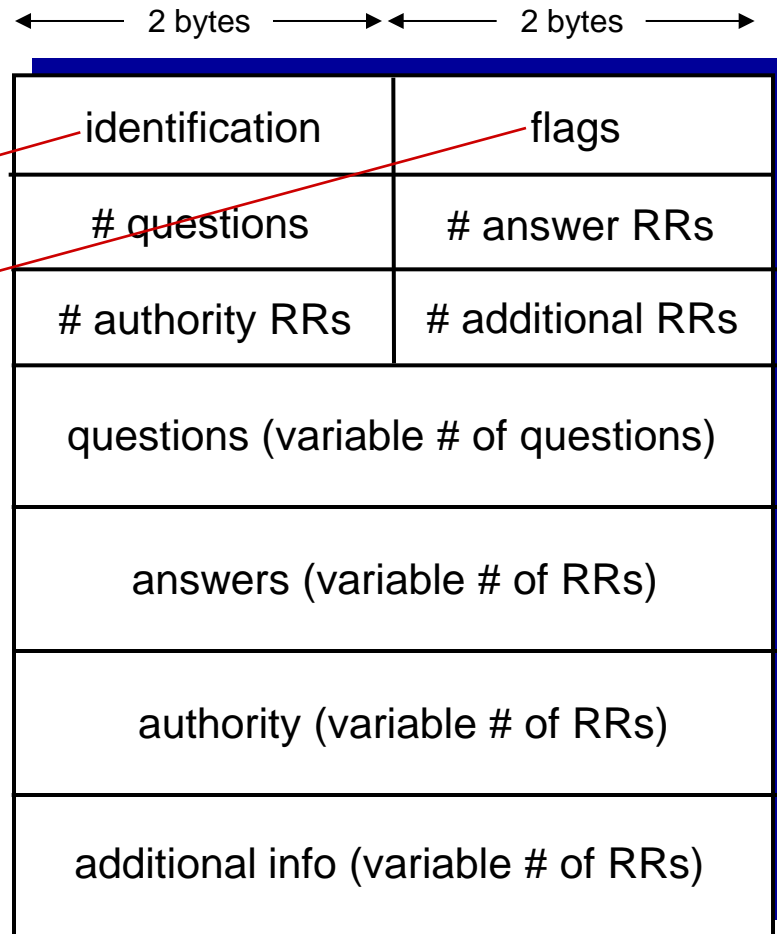 2 bytes 2 bytes
identification flags
# questions # answer RRs
# authority RRs # additional RRs
questions (variable # of questions)
answers (variable # of RRs)
authority (variable # of RRs)
additional info (variable # of RRs)